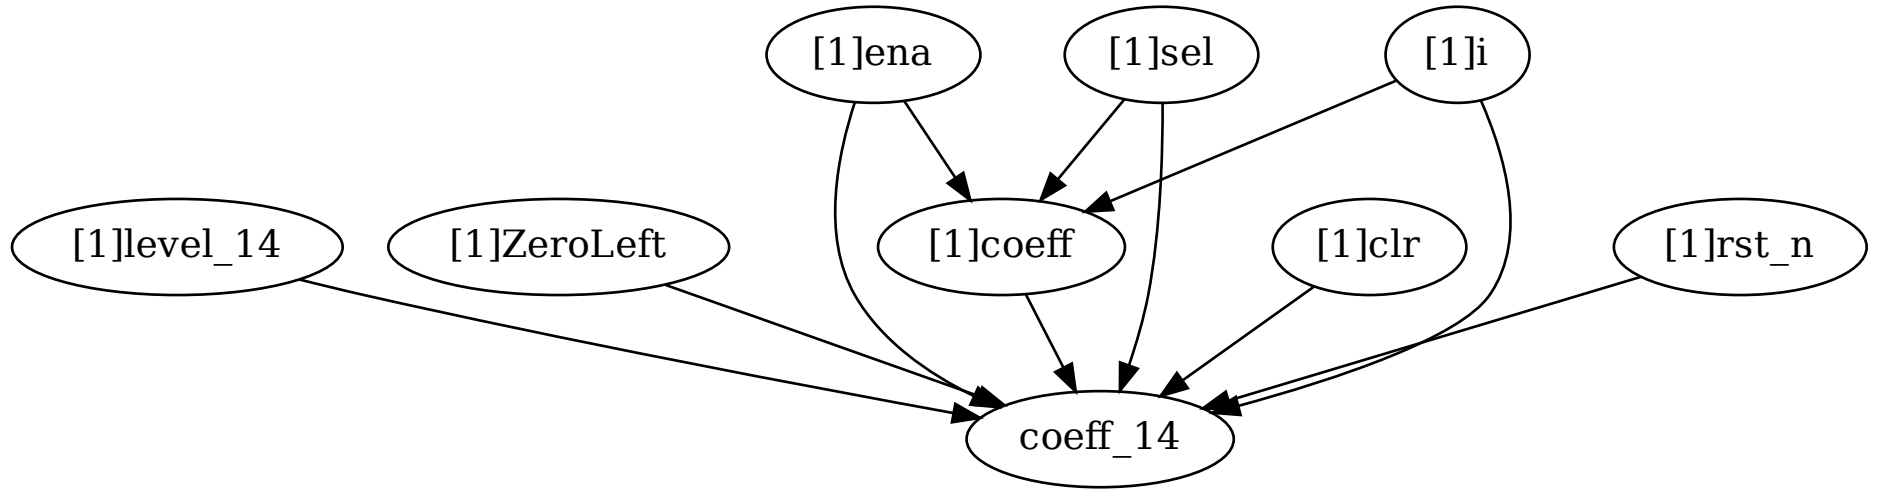 [1]ena
[1]sel
[1]i
[1]level_14
[1]ZeroLeft
[1]coeff
[1]clr
[1]rst_n
coeff_14